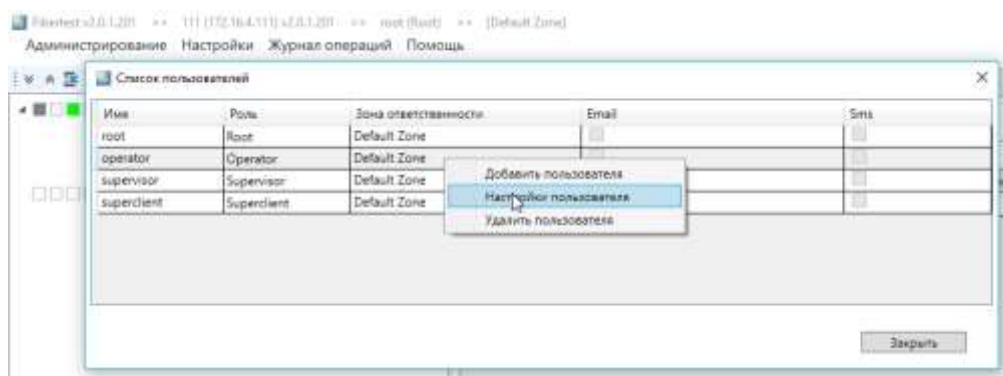 Fibertest v2.0.1.201 >> 111 (172.16.4.111) v2.0.1.201 >> root (Root) >> [Default Zone]
Администрирование Настройки Журнал операций Помощь
Список пользователей
Имя Роль Зона ответственности Email Sms
root Root Default Zone
operator Operator Default Zone
supervisor Supervisor Default Zone
superclient Superclient Default Zone
Добавить пользователя
Настройки пользователя
Удалить пользователя
Закрыть